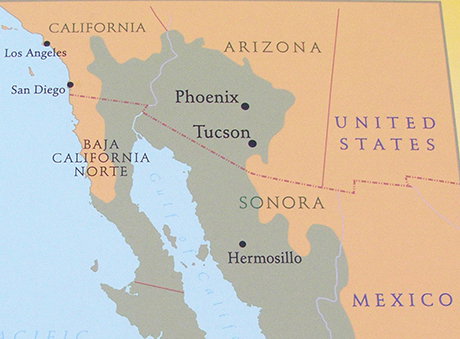 CALIFORNIA
ARIZONA
Los Angeles
San Diego
Phoenix
Tucson
UNITED
STATES
BAJA
CALIFORNIA
NORTE
SONORA
Gulf of California
Hermosillo
MEXICO
PACIFIC